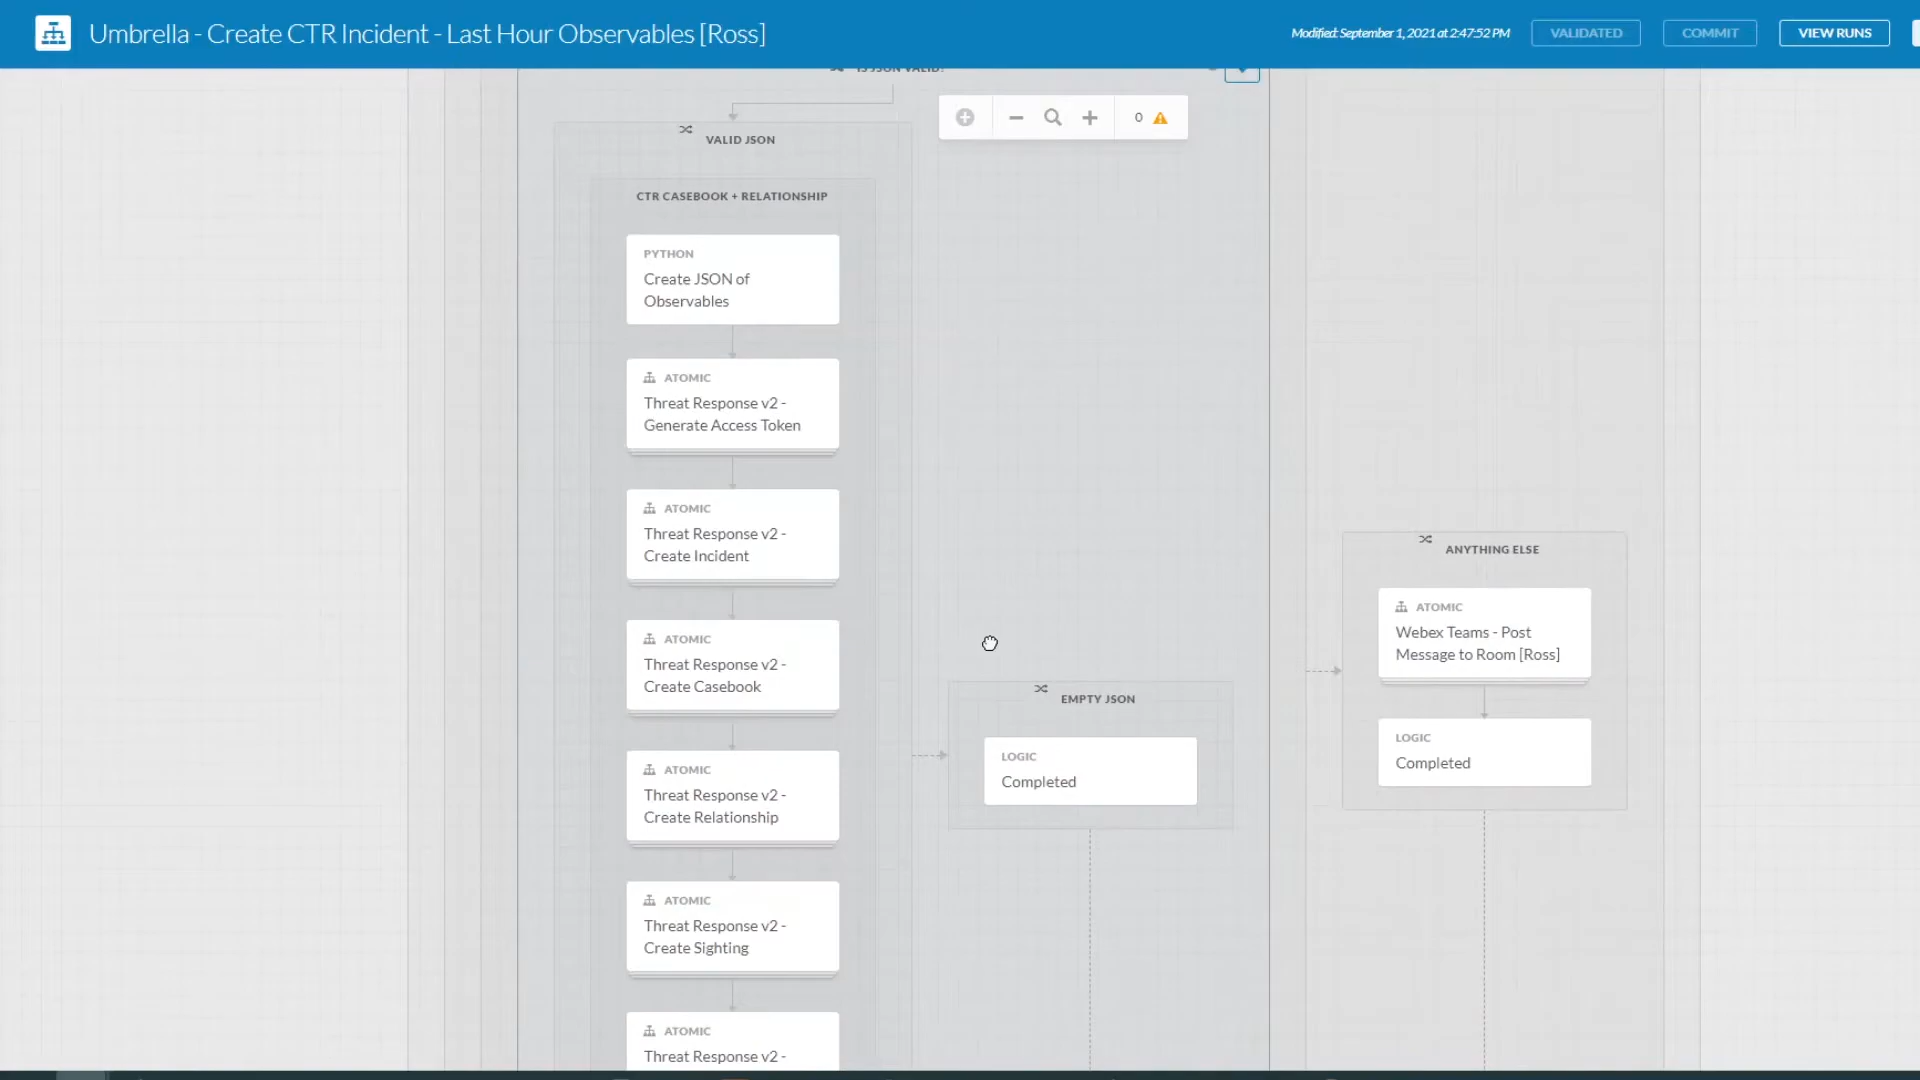 Umbrella - Create CTR Incident - Last Hour Observables [Ross]
Modified: September 1, 2021 at 2:47:52 PM
VALIDATED
COMMIT
VIEW RUNS
IS JSON VALID?
0
VALID JSON
CTR CASEBOOK + RELATIONSHIP
PYTHON
Create JSON of
Observables
ATOMIC
Threat Response v2 -
Generate Access Token
ATOMIC
Threat Response v2 -
Create Incident
ATOMIC
Threat Response v2 -
Create Casebook
ATOMIC
Threat Response v2 -
Create Relationship
ATOMIC
Threat Response v2 -
Create Sighting
ATOMIC
Threat Response v2 -
EMPTY JSON
LOGIC
Completed
ANYTHING ELSE
ATOMIC
Webex Teams - Post
Message to Room [Ross]
LOGIC
Completed